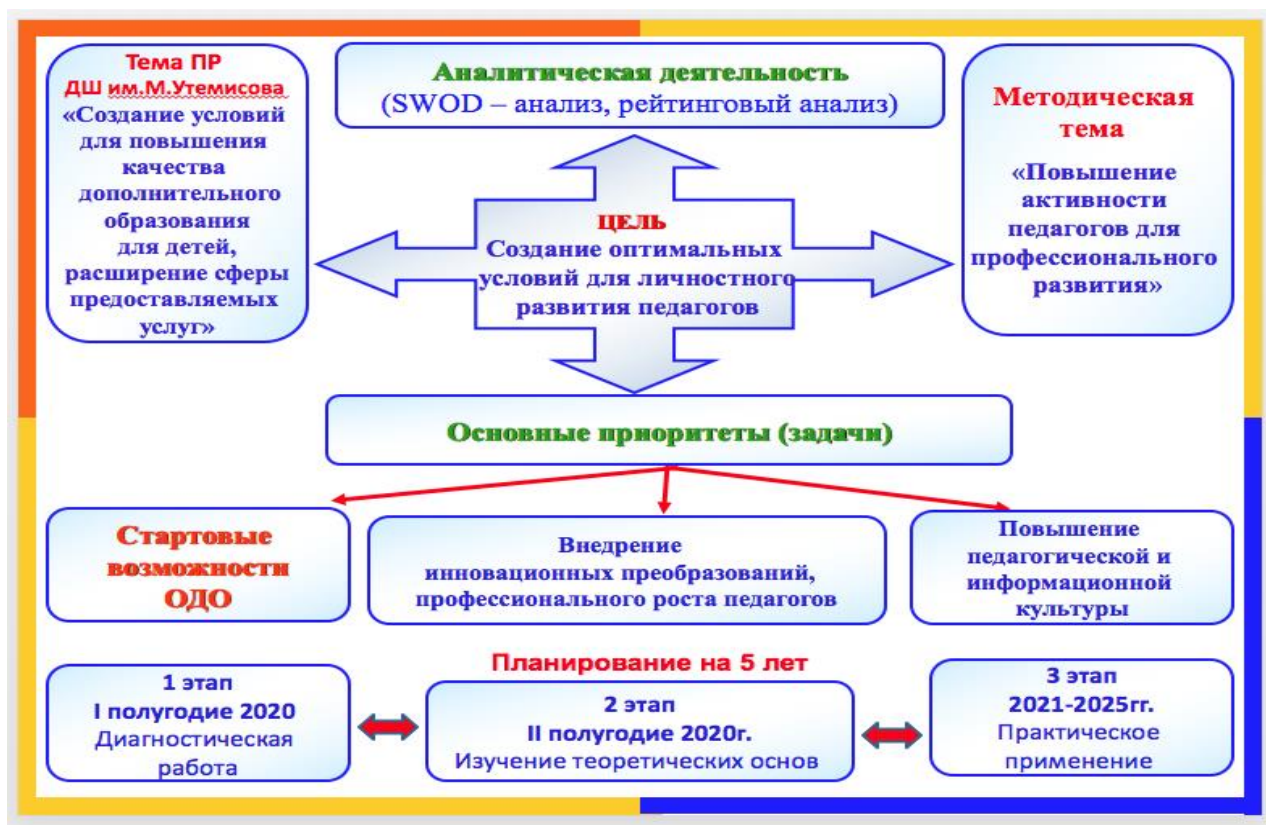 Тема ПР
ДШ им.М.Утемисова
«Создание условий
для повышения
качества
дополнительного
образования
для детей,
расширение сферы
предоставляемых
услуг»
Аналитическая деятельность
(SWOD – анализ, рейтинговый анализ)
Методическая
тема
«Повышение
активности
педагогов для
профессионального
развития»
ЦЕЛЬ
Создание оптимальных
условий для личностного
развития педагогов
Основные приоритеты (задачи)
Стартовые
возможности
ОДО
Внедрение
инновационных преобразований,
профессионального роста педагогов
Повышение
педагогической и
информационной
культуры
Планирование на 5 лет
1 этап
I полугодие 2020
Диагностическая
работа
2 этап
II полугодие 2020г.
Изучение теоретических основ
3 этап
2021-2025гг.
Практическое
применение